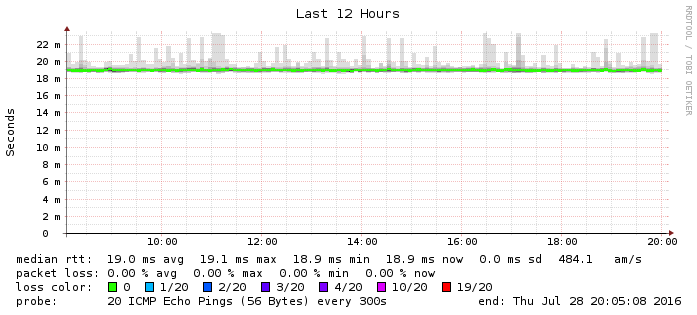 Last 12 Hours
RRDTOOL / TOBI OETIKER
Seconds
22 m
20 m
18 m
16 m
14 m
12 m
10 m
8 m
6 m
4 m
2 m
0
10:00 12:00 14:00 16:00 18:00 20:00
median rtt: 19.0 ms avg 19.1 ms max 18.9 ms min 18.9 ms now 0.0 ms sd 484.1 am/s
packet loss: 0.00 % avg 0.00 % max 0.00 % min 0.00 % now
loss color: 0 1/20 2/20 3/20 4/20 10/20 19/20
probe: 20 ICMP Echo Pings (56 Bytes) every 300s end: Thu Jul 28 20:05:08 2016